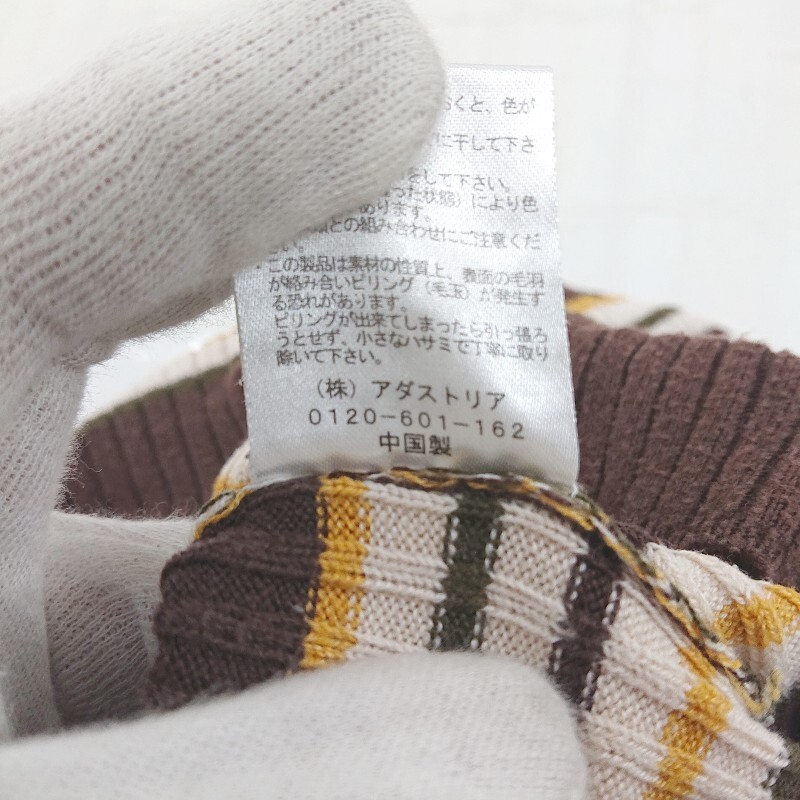 おくと、色が
に干して下さ
をして下さい。
った状態）により色
あります。
との組み合わせにご注意くだ
さい。
・この製品は素材の性質上、表面の毛羽
が絡み合いピリング（毛玉）が発生す
る恐れがあります。
ピリングが出来てしまったら引っ張ろ
うとせず、小さなハサミで丁寧に取り
除いて下さい。
（株）アダストリア
0120-601-162
中国製